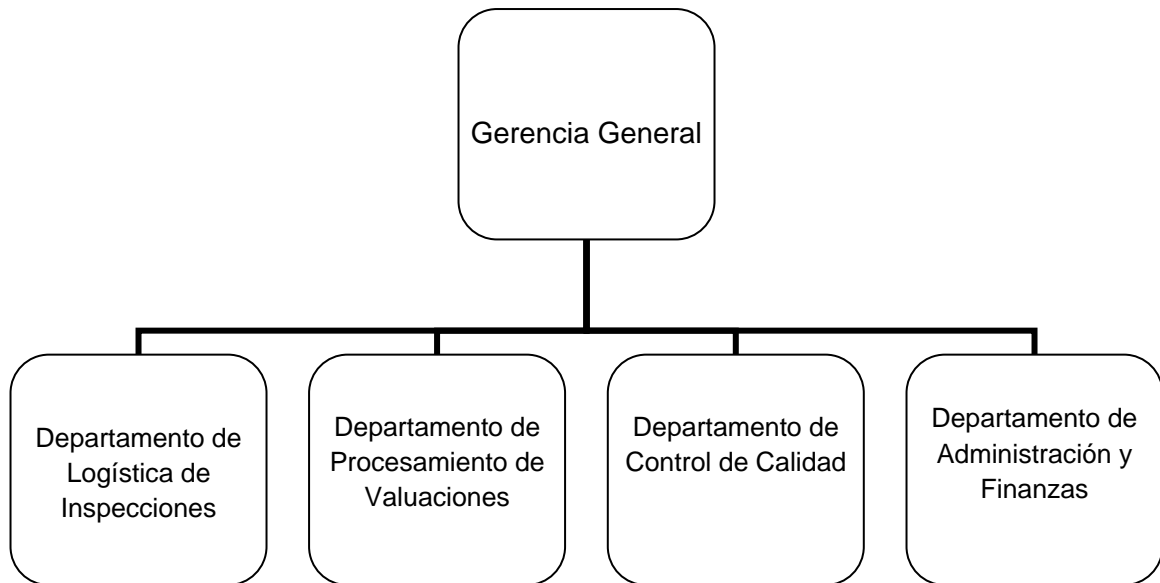 Gerencia General
Departamento de
Logística de
Inspecciones
Departamento de
Procesamiento de
Valuaciones
Departamento de
Control de Calidad
Departamento de
Administración y
Finanzas